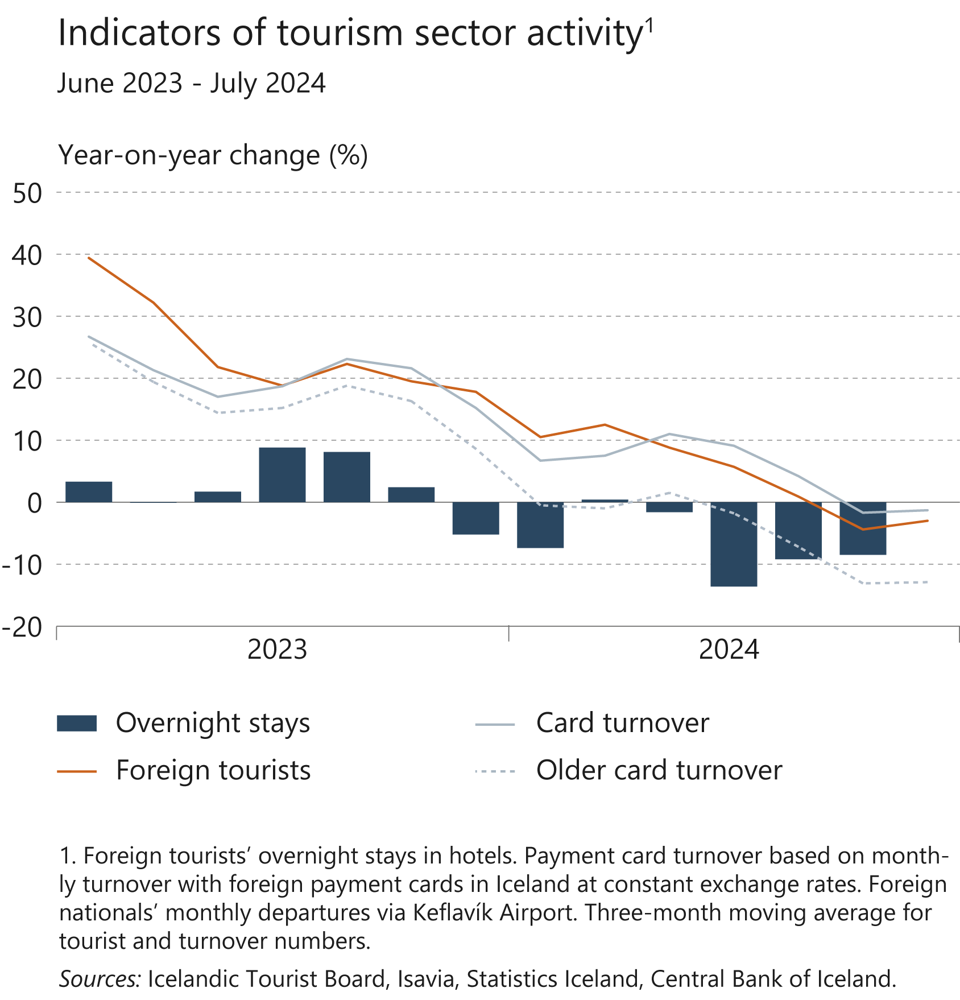 Indicators of tourism sector activity¹
June 2023 - July 2024
Year-on-year change (%)
50
40
30
20
10
0
-10
-20
2023
2024
Overnight stays
Card turnover
Foreign tourists
Older card turnover
1. Foreign tourists’ overnight stays in hotels. Payment card turnover based on month-
ly turnover with foreign payment cards in Iceland at constant exchange rates. Foreign
nationals’ monthly departures via Keflavík Airport. Three-month moving average for
tourist and turnover numbers.
Sources: Icelandic Tourist Board, Isavia, Statistics Iceland, Central Bank of Iceland.